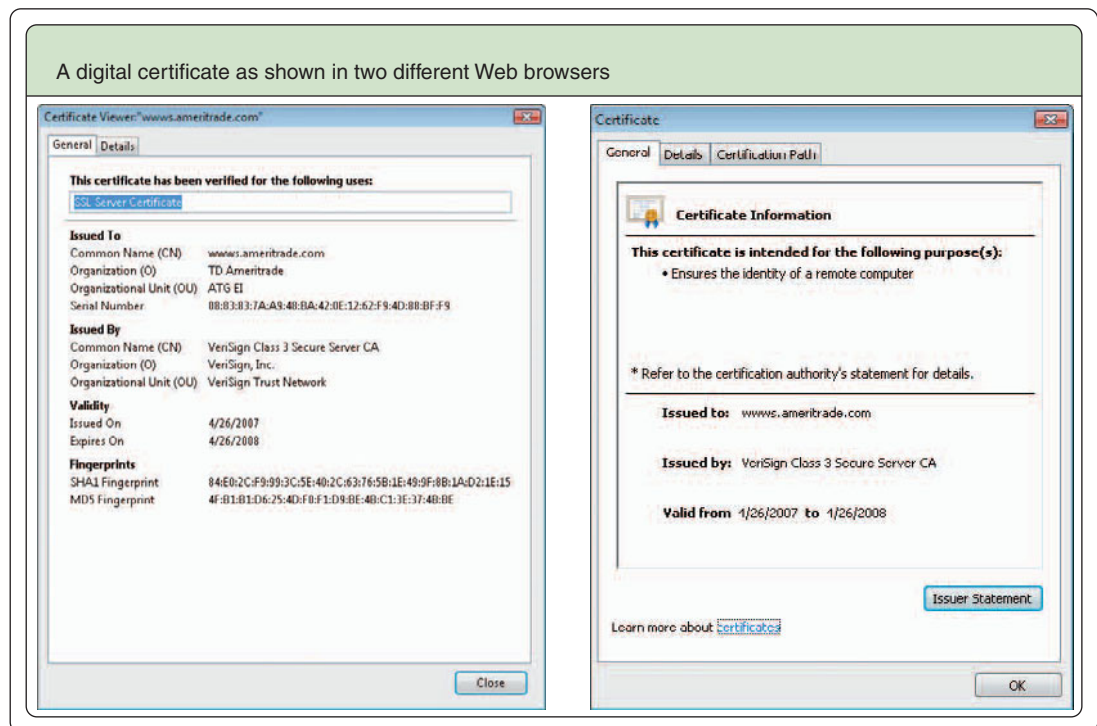 A digital certificate as shown in two different Web browsers
Certificate Viewer:"wwws.ameritrade.com"
General Details
This certificate has been verified for the following uses:
SSL Server Certificate
Issued To
Common Name (CN) wwws.ameritrade.com
Organization (O) TD Ameritrade
Organizational Unit (OU) ATG EI
Serial Number 08:83:83:7A:A9:48:BA:42:0E:12:62:F9:4D:88:BF:F9
Issued By
Common Name (CN) VeriSign Class 3 Secure Server CA
Organization (O) VeriSign, Inc.
Organizational Unit (OU) VeriSign Trust Network
Validity
Issued On 4/26/2007
Expires On 4/26/2008
Fingerprints
SHA1 Fingerprint 84:E0:2C:F9:99:3C:5E:40:2C:63:76:5B:1E:49:9F:8B:1A:D2:1E:15
MD5 Fingerprint 4F:B1:B1:D6:25:4D:F0:F1:D9:BE:4B:C1:3E:37:4B:BE
Close
Certificate
General Details Certification Path
Certificate Information
This certificate is intended for the following purpose(s):
• Ensures the identity of a remote computer
* Refer to the certification authority's statement for details.
Issued to: wwws.ameritrade.com
Issued by: VeriSign Class 3 Secure Server CA
Valid from 4/26/2007 to 4/26/2008
Issuer Statement
Learn more about certificates
OK